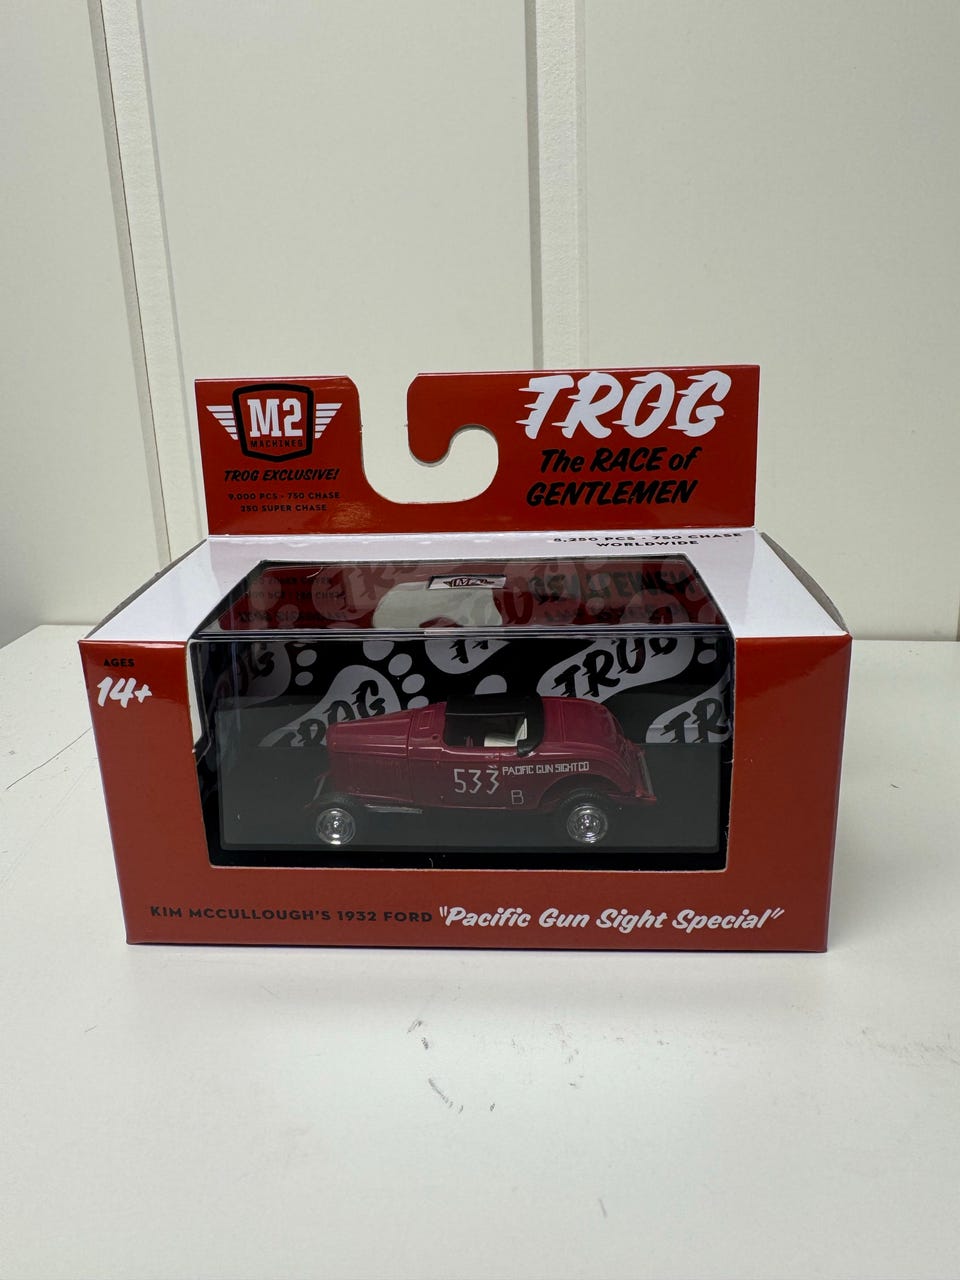 M2
MACHINES
TROG EXCLUSIVE!
9,000 PCS - 750 CHASE
250 SUPER CHASE
TROG
The RACE of
GENTLEMEN
8,250 PCS - 750 CHASE
WORLDWIDE
AGES
14+
TROG
TROG
TR
533 PACIFIC GUN SIGHT CO
B
KIM MCCULLOUGH'S 1932 FORD "Pacific Gun Sight Special"